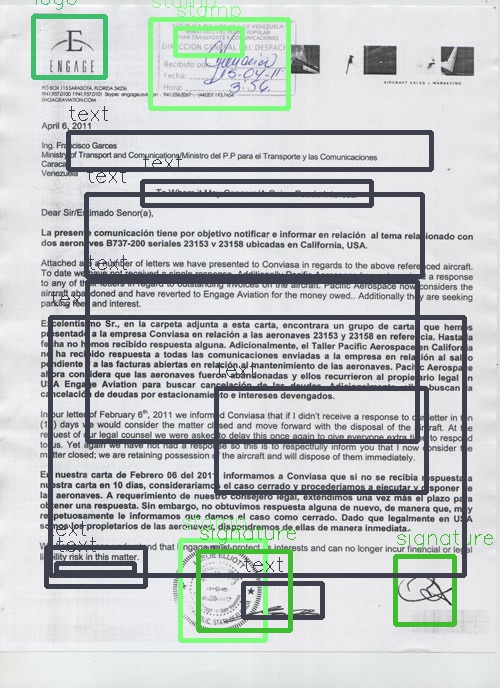 logo
stamp
stamp
ENGAGE
DIRECCIÓN GENERAL DEL DESPACHO
Recibido por:
Fecha: 15-04-11
Hora: 3:56
AIRCRAFT SALES + MARKETING
PO BOX 115 SARASOTA, FLORIDA 34236
ENGAGEAVIATION.COM
text
April 6, 2011
Ing. Francisco Garces
Ministry of Transport and Comunications/Ministro del P.P para el Transporte y las Comunicaciones
Venezuela
text
text
Dear Sir/Estimado Senor(a),
La presente comunicación tiene por objetivo notificar e informar en relación al tema relacionado con
dos aeronaves B737-200 seriales 23153 y 23158 ubicadas en California, USA.
Attached are a number of letters we have presented to Conviasa in regards to the above referenced aircraft.
To date we have not received a single response. Additionally Pacific Aerospace a response
to any of their letters in regard to outstanding invoices on the aircraft. Pacific Aerospace now considers the
aircraft abandoned and have reverted to Engage Aviation for the money owed.. Additionally they are seeking
parking fees and interest.
text
Excelentísimo Sr., en la carpeta adjunta a esta carta, encontrara un grupo de cartas que hemos
presentado a la empresa Conviasa en relación a las aeronaves 23153 y 23158 en referencia. Hasta la
fecha no hemos recibido respuesta alguna. Adicionalmente, el Taller Pacific Aerospace en California
no ha recibido respuesta a todas las comunicaciones enviadas a la empresa en relación al saldo
pendiente a las facturas abiertas en relación al mantenimiento de las aeronaves. Pacific Aerospace
ahora considera que las aeronaves fueron abandonadas y ellos recurrieron al propietario legal en
USA Engage Aviation para buscar cancelación de las deudas. Adicionalmente buscan la
cancelación de deudas por estacionamiento e intereses devengados.
text
In our letter of February 6th, 2011 we informed Conviasa that if I didn't receive a response to our letter in ten
(10) days we would consider the matter closed and move forward with the disposal of the aircraft. At the
request of our legal counsel we were asked to delay this once again to give everyone extra time to respond
to us. Yet again we have not had a response so this is to respectfully inform you that I now consider the
matter closed; we are retaining possession of the aircraft and will dispose of them immediately.
En nuestra carta de Febrero 06 del 2011, informamos a Conviasa que si no se recibía respuesta a
nuestra carta en 10 días, consideraríamos el caso cerrado y procederíamos a ejecutar y disponer de
las aeronaves. A requerimiento de nuestro consejero legal, extendimos una vez más el plazo para
obtener una respuesta. Sin embargo, no obtuvimos respuesta alguna de nuevo, de manera que, muy
respetuosamente le informamos que damos el caso como cerrado. Dado que legalmente en USA
somos los propietarios de las aeronaves, dispondremos de ellas de manera inmediata.
text
stamp
signature
signature
text
text
that Engage must protect its interests and can no longer incur financial or legal
liability risk in this matter.